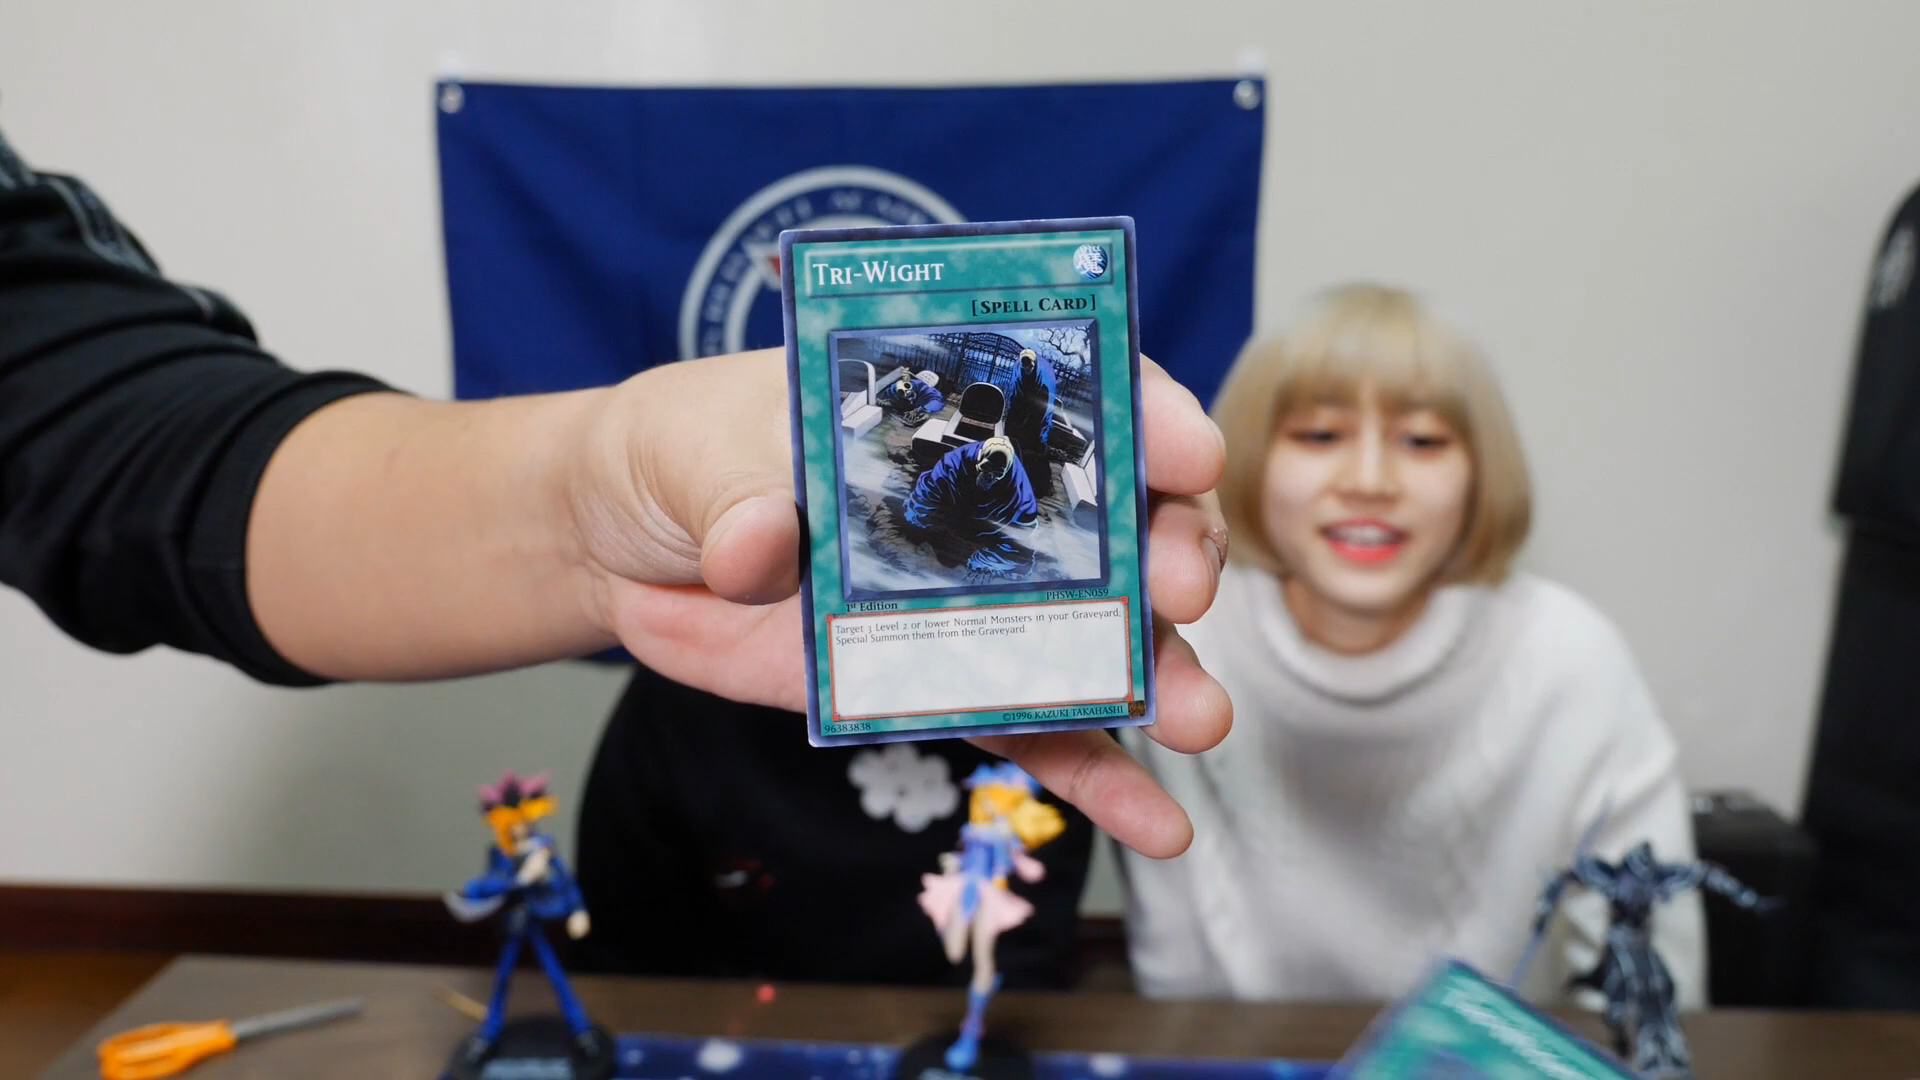 TRI-WIGHT
魔
[SPELL CARD]
1st Edition
PHSW-EN059
Target 3 Level 2 or lower Normal Monsters in your Graveyard;
Special Summon them from the Graveyard.
96383838
©1996 KAZUKI TAKAHASHI